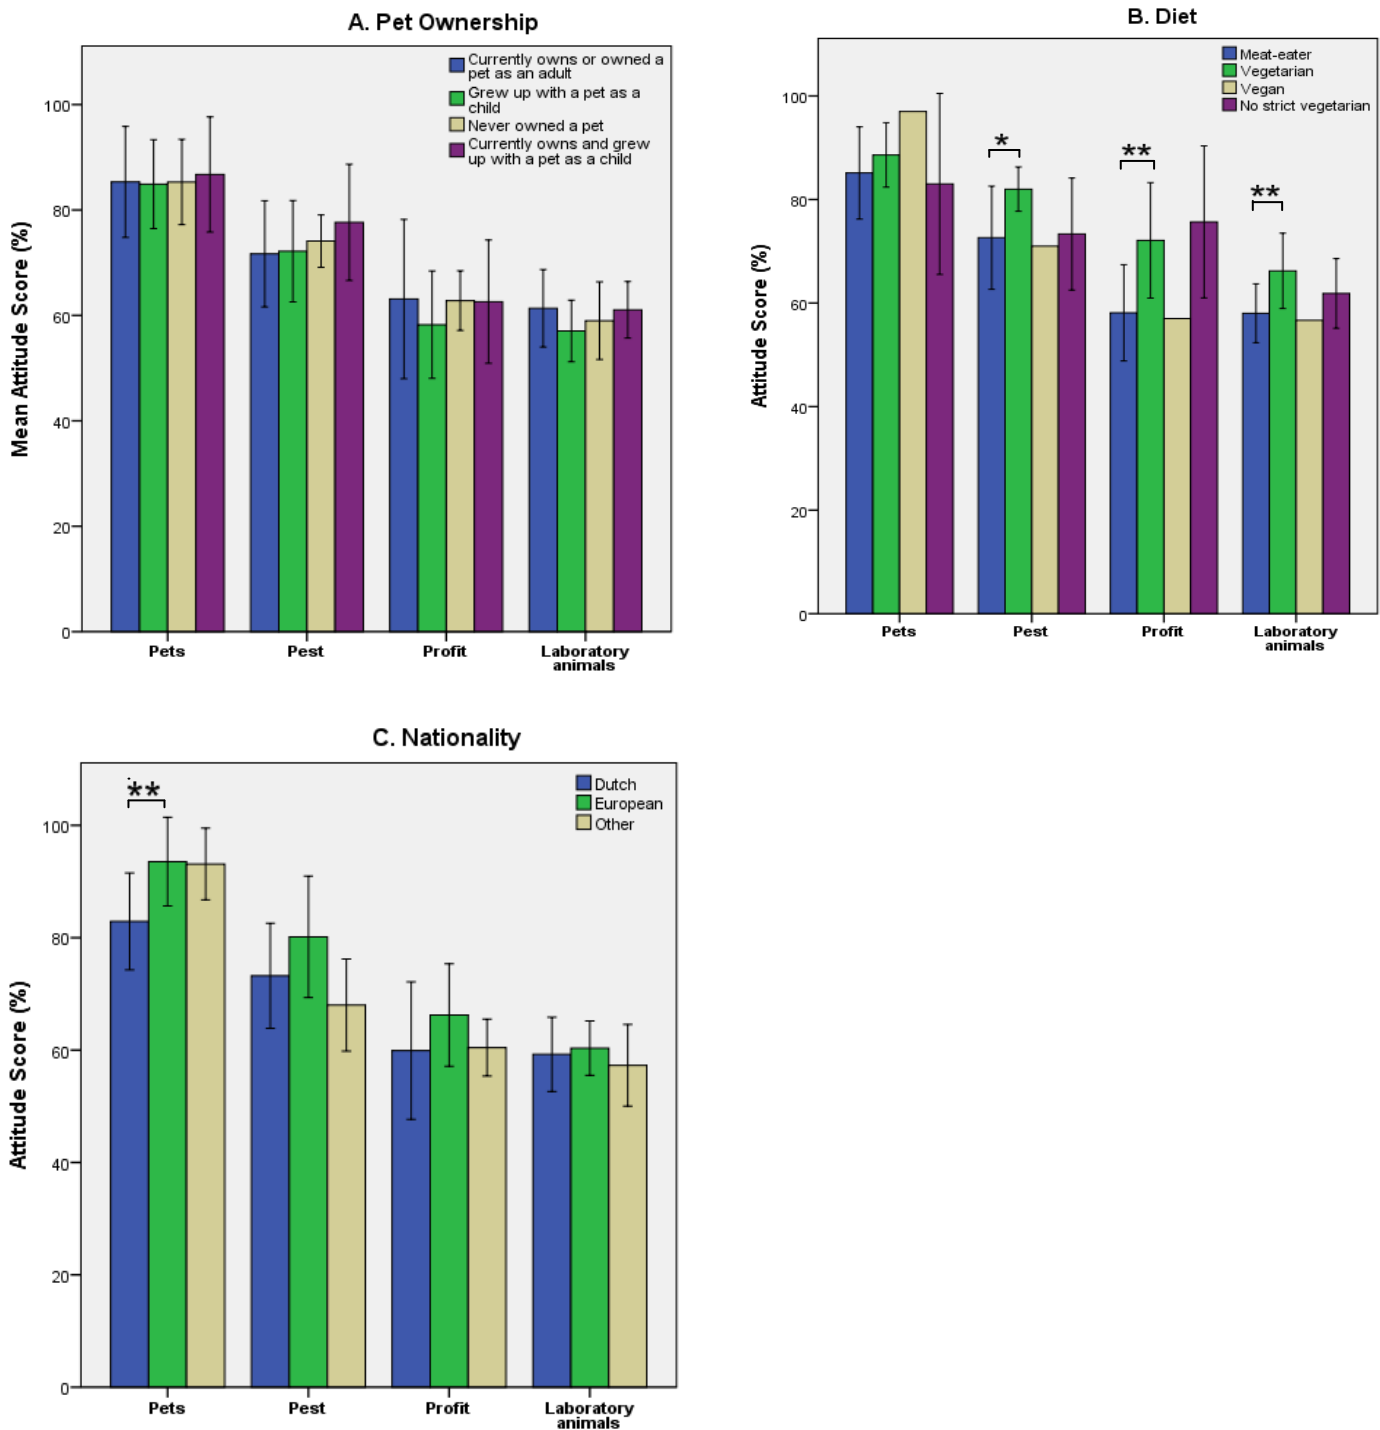 A. Pet Ownership
Mean Attitude Score (%)
100
80
60
40
20
0
Currently owns or owned a
pet as an adult
Grew up with a pet as a
child
Never owned a pet
Currently owns and grew
up with a pet as a child
Pets
Pest
Profit
Laboratory
animals
B. Diet
Attitude Score (%)
100
80
60
40
20
0
Meat-eater
Vegetarian
Vegan
No strict vegetarian
*
**
**
Pets
Pest
Profit
Laboratory
animals
C. Nationality
Attitude Score (%)
100
80
60
40
20
0
**
Dutch
European
Other
Pets
Pest
Profit
Laboratory
animals